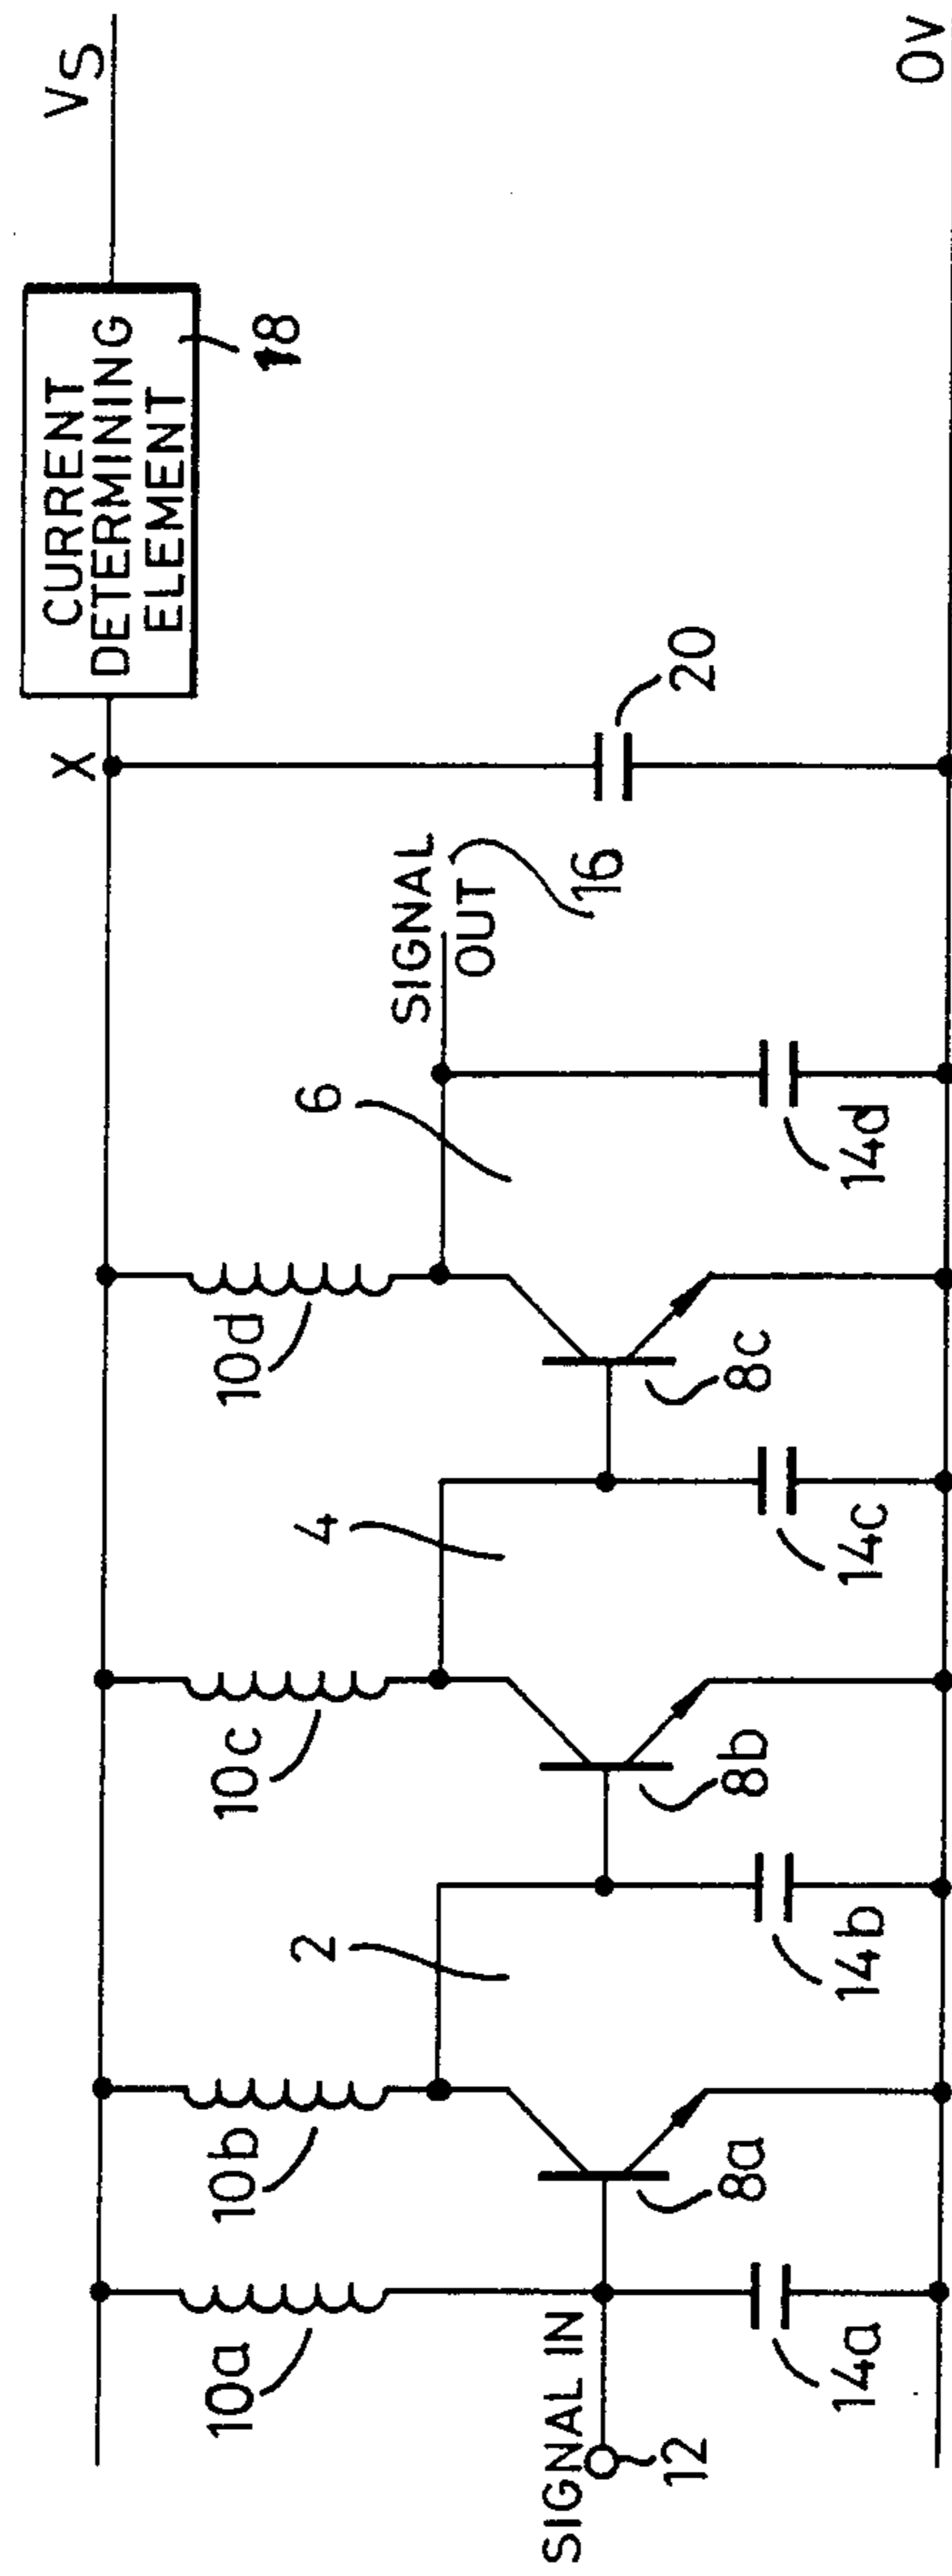 VS
CURRENT
DETERMINING
ELEMENT
18
X
10a
10b
10c
10d
2
4
6
SIGNAL
OUT
16
20
SIGNAL IN
12
8a
8b
8c
14a
14b
14c
14d
0V